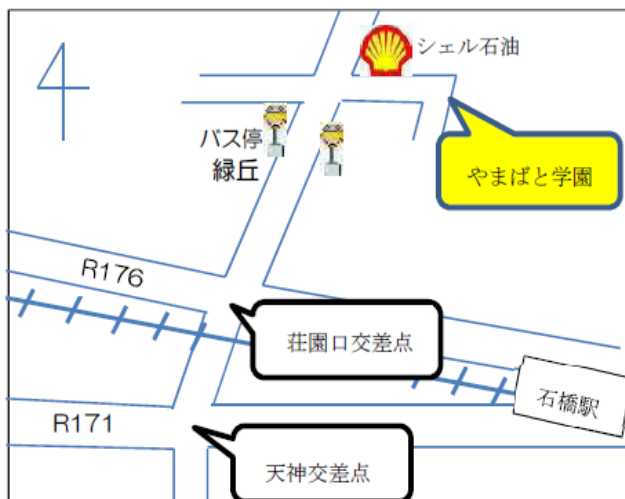 シェル石油
バス停
緑丘
やまばと学園
R176
荘園口交差点
石橋駅
R171
天神交差点